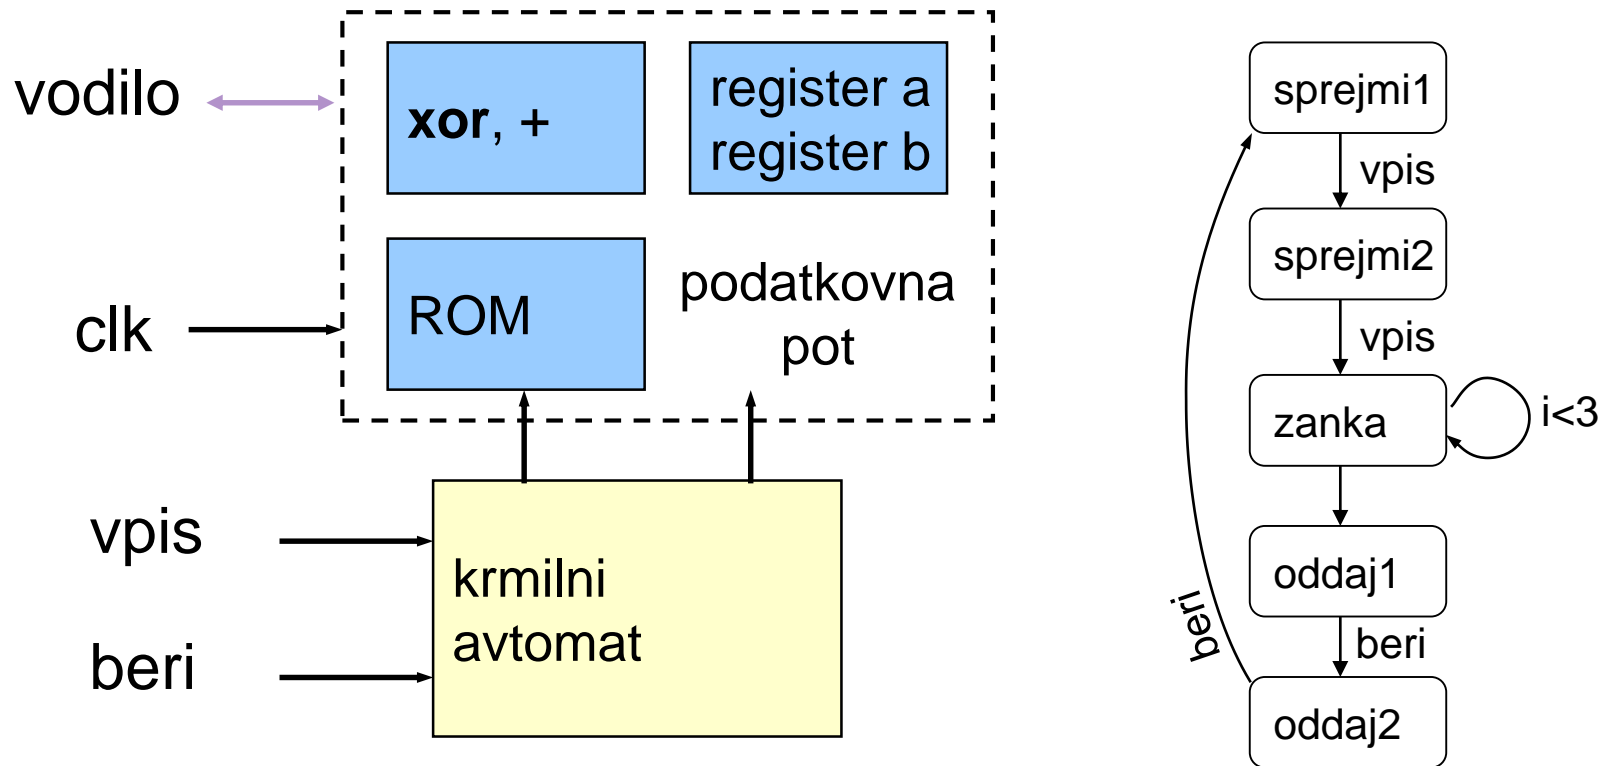 vodilo
xor, +
register a
register b
clk
ROM
podatkovna
pot
vpis
beri
krmilni
avtomat
sprejmi1
vpis
sprejmi2
vpis
zanka
i<3
oddaj1
beri
beri
oddaj2